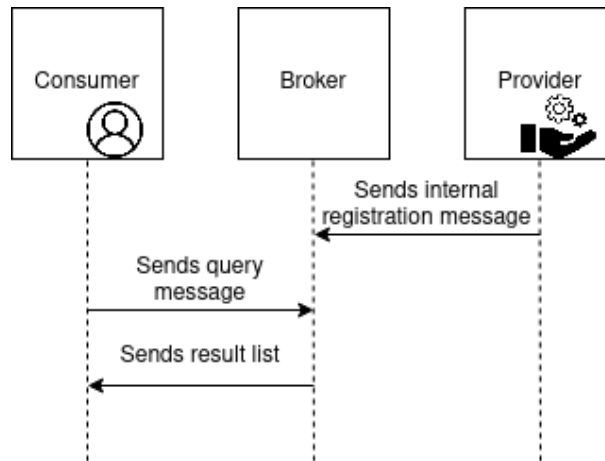 Consumer
Broker
Provider
Sends internal
registration message
Sends query
message
Sends result list